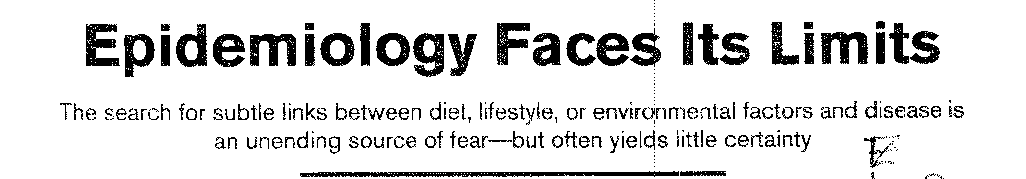 Epidemiology Faces Its Limits
The search for subtle links between diet, lifestyle, or environmental factors and disease is
an unending source of fear—but often yields little certainty